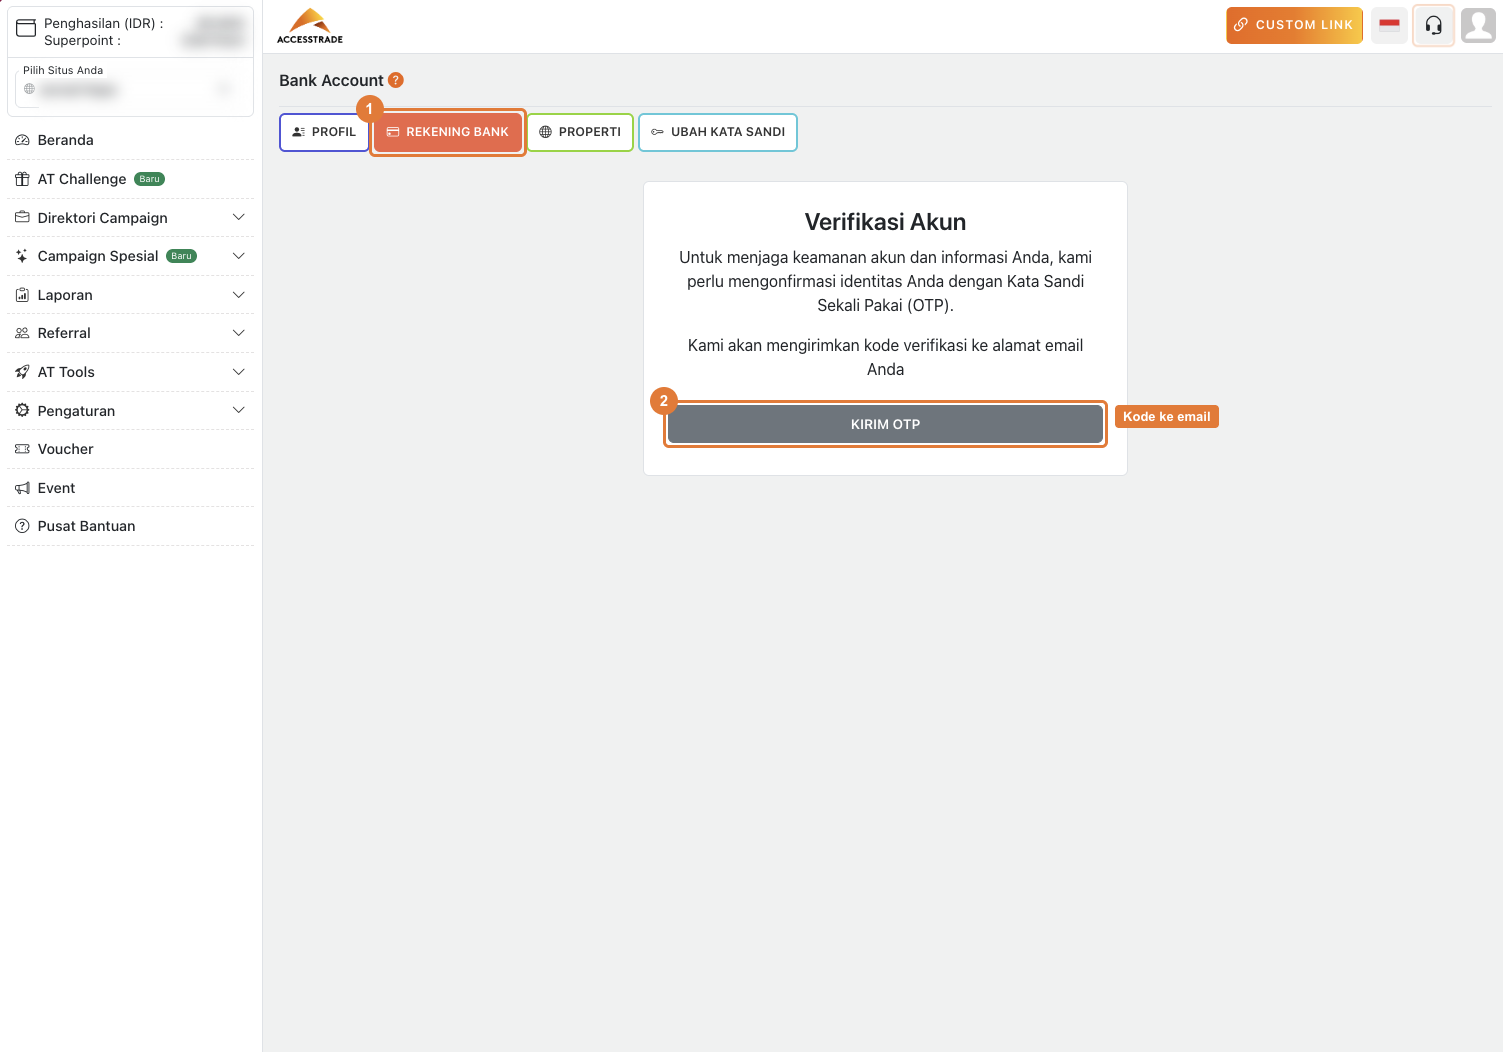 Penghasilan (IDR) :
Superpoint :
Pilih Situs Anda
Beranda
AT Challenge Baru
Direktori Campaign
Campaign Spesial Baru
Laporan
Referral
AT Tools
Pengaturan
Voucher
Event
Pusat Bantuan
ACCESSTRADE
CUSTOM LINK
Bank Account ?
1
PROFIL
REKENING BANK
PROPERTI
UBAH KATA SANDI
Verifikasi Akun
Untuk menjaga keamanan akun dan informasi Anda, kami
perlu mengonfirmasi identitas Anda dengan Kata Sandi
Sekali Pakai (OTP).
Kami akan mengirimkan kode verifikasi ke alamat email
Anda
2
KIRIM OTP
Kode ke email